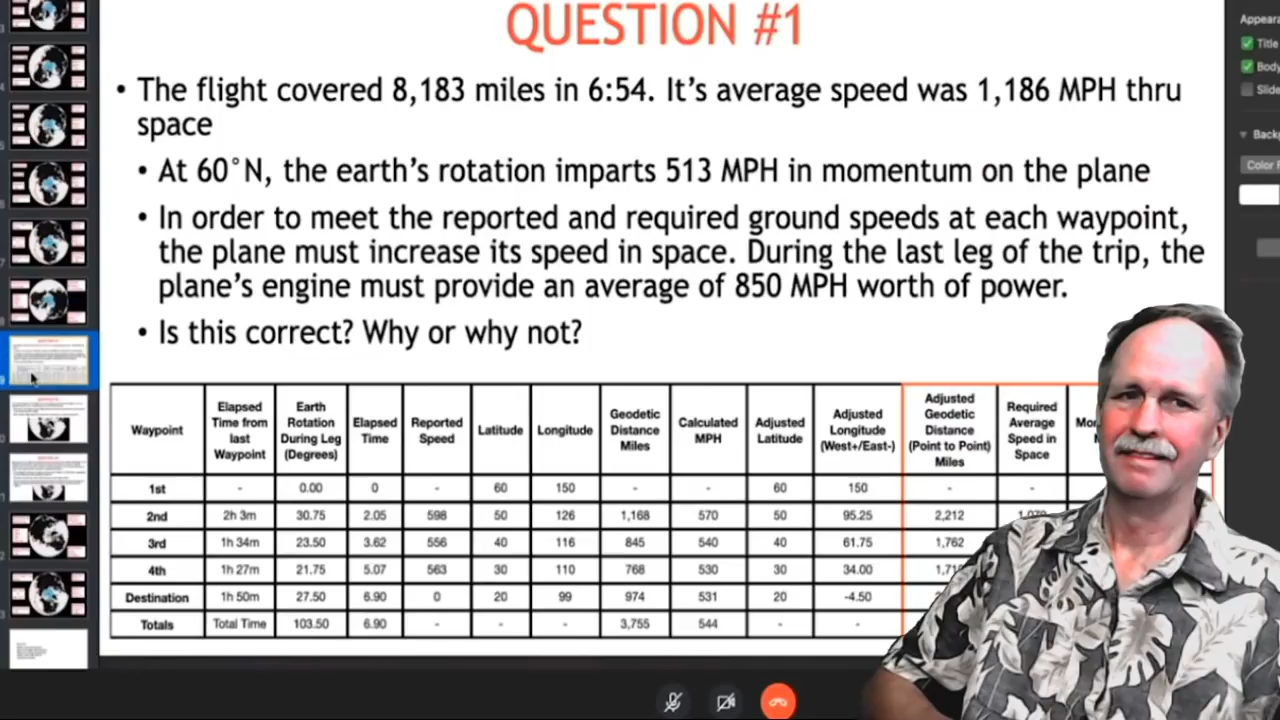 QUESTION #1
• The flight covered 8,183 miles in 6:54. It's average speed was 1,186 MPH thru
space
• At 60°N, the earth's rotation imparts 513 MPH in momentum on the plane
• In order to meet the reported and required ground speeds at each waypoint,
the plane must increase its speed in space. During the last leg of the trip, the
plane's engine must provide an average of 850 MPH worth of power.
• Is this correct? Why or why not?
Waypoint Elapsed Time from last Waypoint Earth Rotation During Leg (Degrees) Elapsed Time Reported Speed Latitude Longitude Geodetic Distance Miles Calculated MPH Adjusted Latitude Adjusted Longitude (West+/East-) Adjusted Geodetic Distance (Point to Point) Miles Required Average Speed in Space
1st - 0.00 0 - 60 150 - - 60 150 - -
2nd 2h 3m 30.75 2.05 598 50 126 1,168 570 50 95.25 2,212
3rd 1h 34m 23.50 3.62 556 40 116 845 540 40 61.75 1,762
4th 1h 27m 21.75 5.07 563 30 110 768 530 30 34.00
Destination 1h 50m 27.50 6.90 0 20 99 974 531 20 -4.50
Totals Total Time 103.50 6.90 - - - 3,755 544 - -
Title